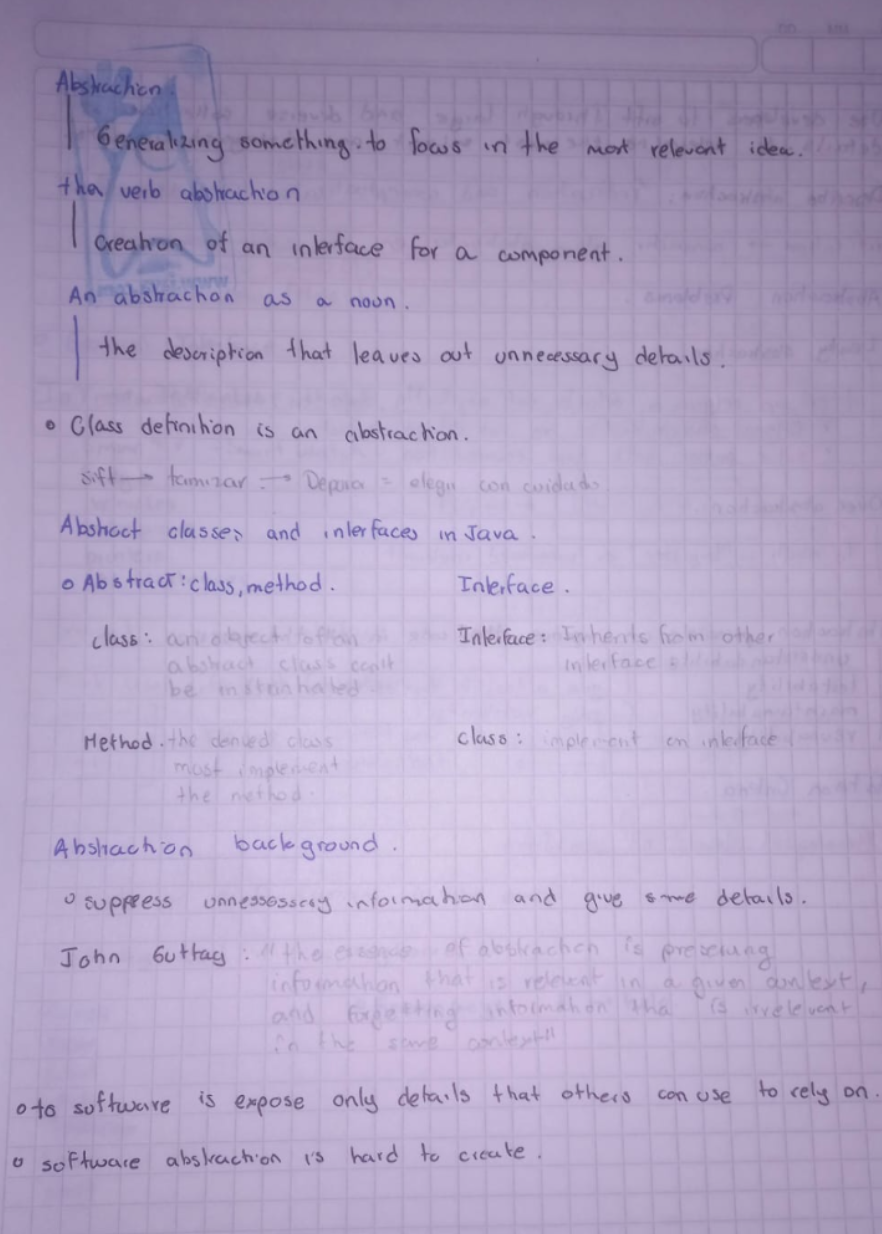 Abstraction.
Generalizing something to focus in the most relevant idea.
the verb abstraction
Creation of an interface for a component.
An abstraction as a noun.
the description that leaves out unnecessary details.
o Class definition is an abstraction.
sift → tamizar → Depurar = elegir con cuidado
Abstract classes and interfaces in Java.
o Abstract: class, method. Interface.
class: an object of an Interface: Inherits from other
abstract class can't interface
be instantiated
Method. the derived class class: implement an interface
must implement
the method.
Abstraction background.
o suppress unnessessery information and give some details.
John Guttag: "the essence of abstraction is preserving
information that is relevent in a given context,
and forgetting information tha is irrelevant
in the same context"
o to software is expose only details that others can use to rely on.
o software abstraction is hard to create.